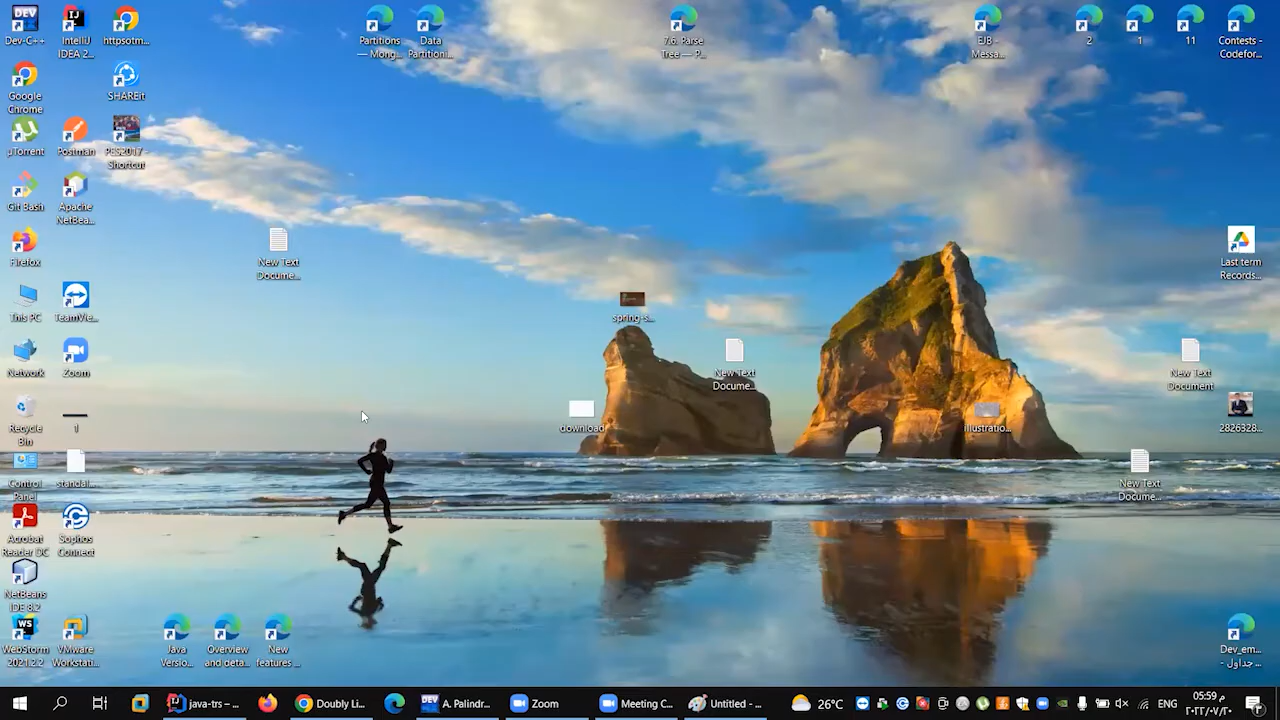 DEV
Dev-C++
IJ
IntelliJ
IDEA 2...
httpsotm...
Partitions
— Mong...
Data
Partitioni...
7.6. Parse
Tree — P...
EJB -
Messa...
2
1
11
Contests -
Codefor...
Google
Chrome
SHAREit
µTorrent
Postman
PES2017 -
Shortcut
Git Bash
Apache
NetBea...
Firefox
New Text
Docume...
Last term
Records...
This PC
TeamVie...
spring-s...
Network
Zoom
New Text
Docume...
New Text
Document
Recycle
Bin
1
download
illustratio...
2826328...
Control
Panel
standal...
New Text
Docume...
Acrobat
Reader DC
Sophos
Connect
NetBeans
IDE 8.2
WS
WebStorm
2021.2.2
VMware
Workstati...
Java
Versio...
Overview
and deta...
New
features ...
Dev_em...
جداول - ...
java-trs – ...
Doubly Li...
DEV
A. Palindr...
Zoom
Meeting C...
Untitled - ...
26°C
ENG
05:59 م